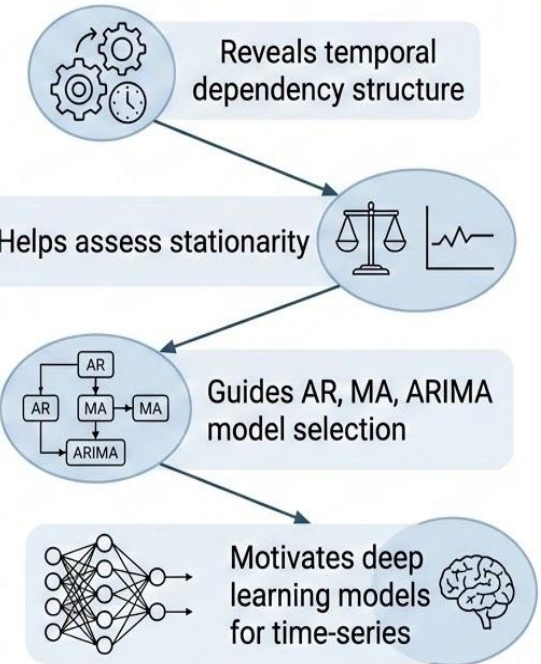 Reveals temporal
dependency structure
Helps assess stationarity
AR
AR
MA
MA
ARIMA
Guides AR, MA, ARIMA
model selection
Motivates deep
learning models
for time-series